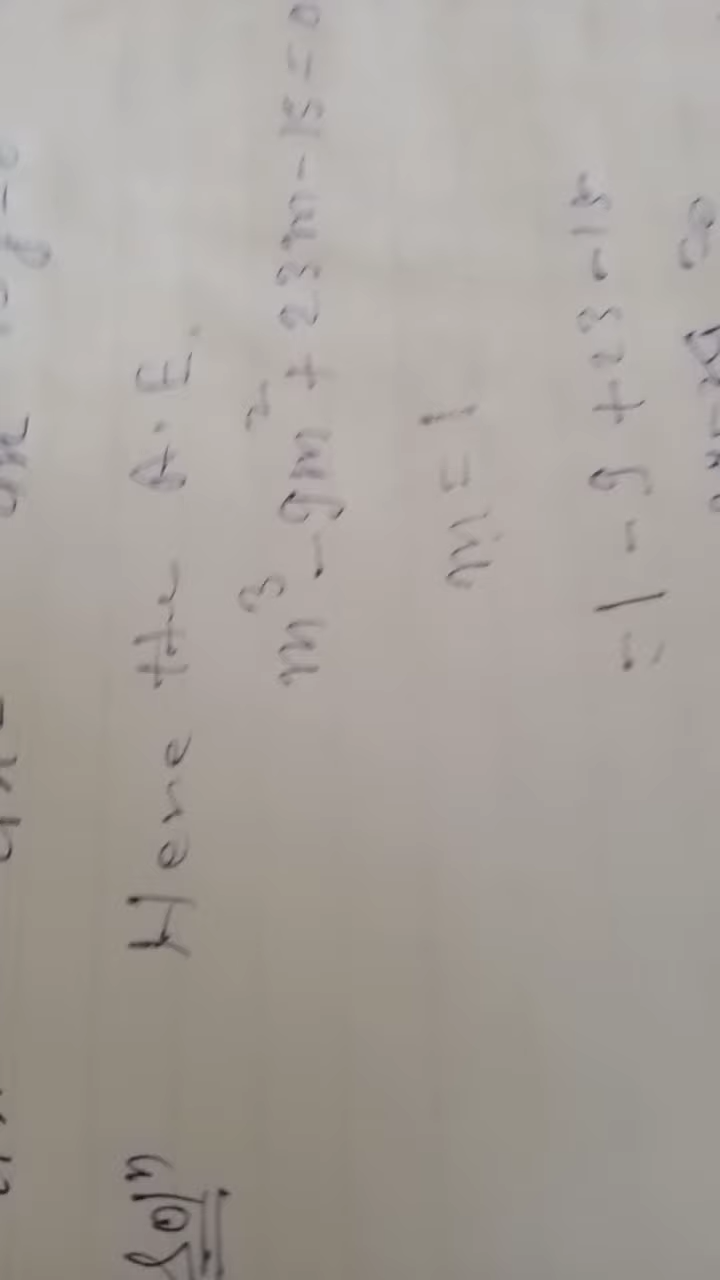 Soln Here the A.E.
m³ - 9m² + 23m - 15 = 0
m = 1
= 1 - 9 + 23 - 15